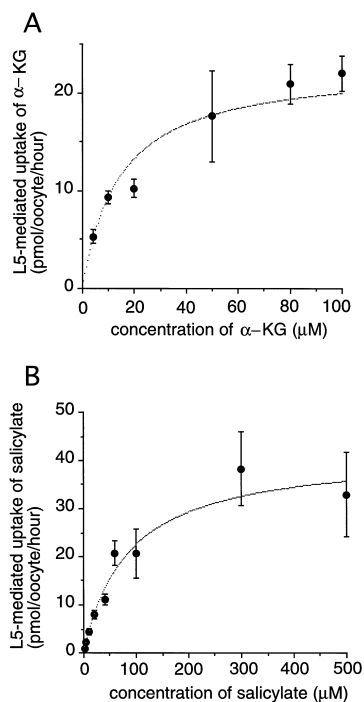 A
L5-mediated uptake of α−KG
(pmol/oocyte/hour)
20
10
0
0 20 40 60 80 100
concentration of α−KG (μM)
B
L5-mediated uptake of salicylate
(pmol/oocyte/hour)
50
40
30
20
10
0
0 100 200 300 400 500
concentration of salicylate (μM)